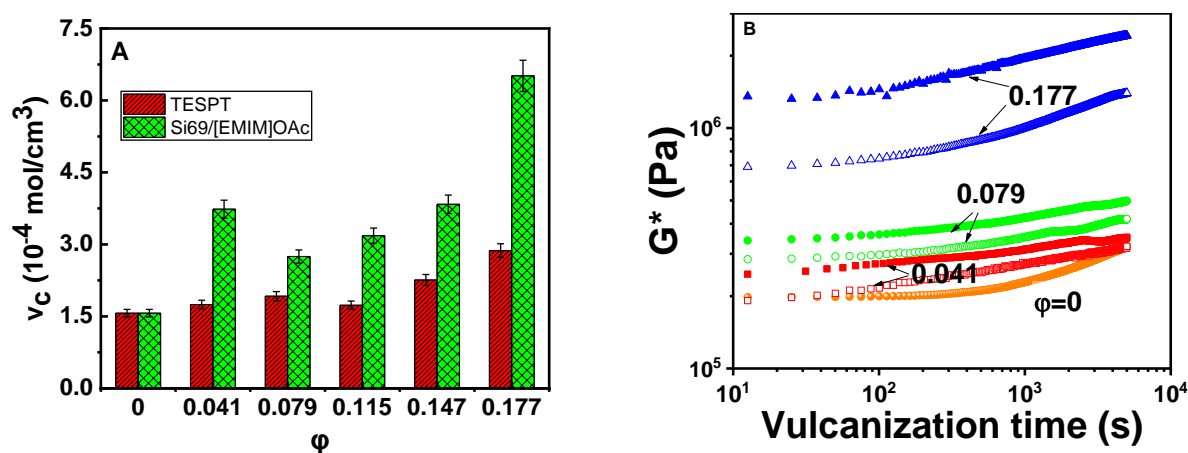 A
7.5
6.0
4.5
3.0
1.5
0.0
v_c (10^-4 mol/cm^3)
TESPT
Si69/[EMIM]OAc
0 0.041 0.079 0.115 0.147 0.177
φ
B
10^6
10^5
G* (Pa)
0.177
0.079
0.041
φ=0
10^1 10^2 10^3 10^4
Vulcanization time (s)